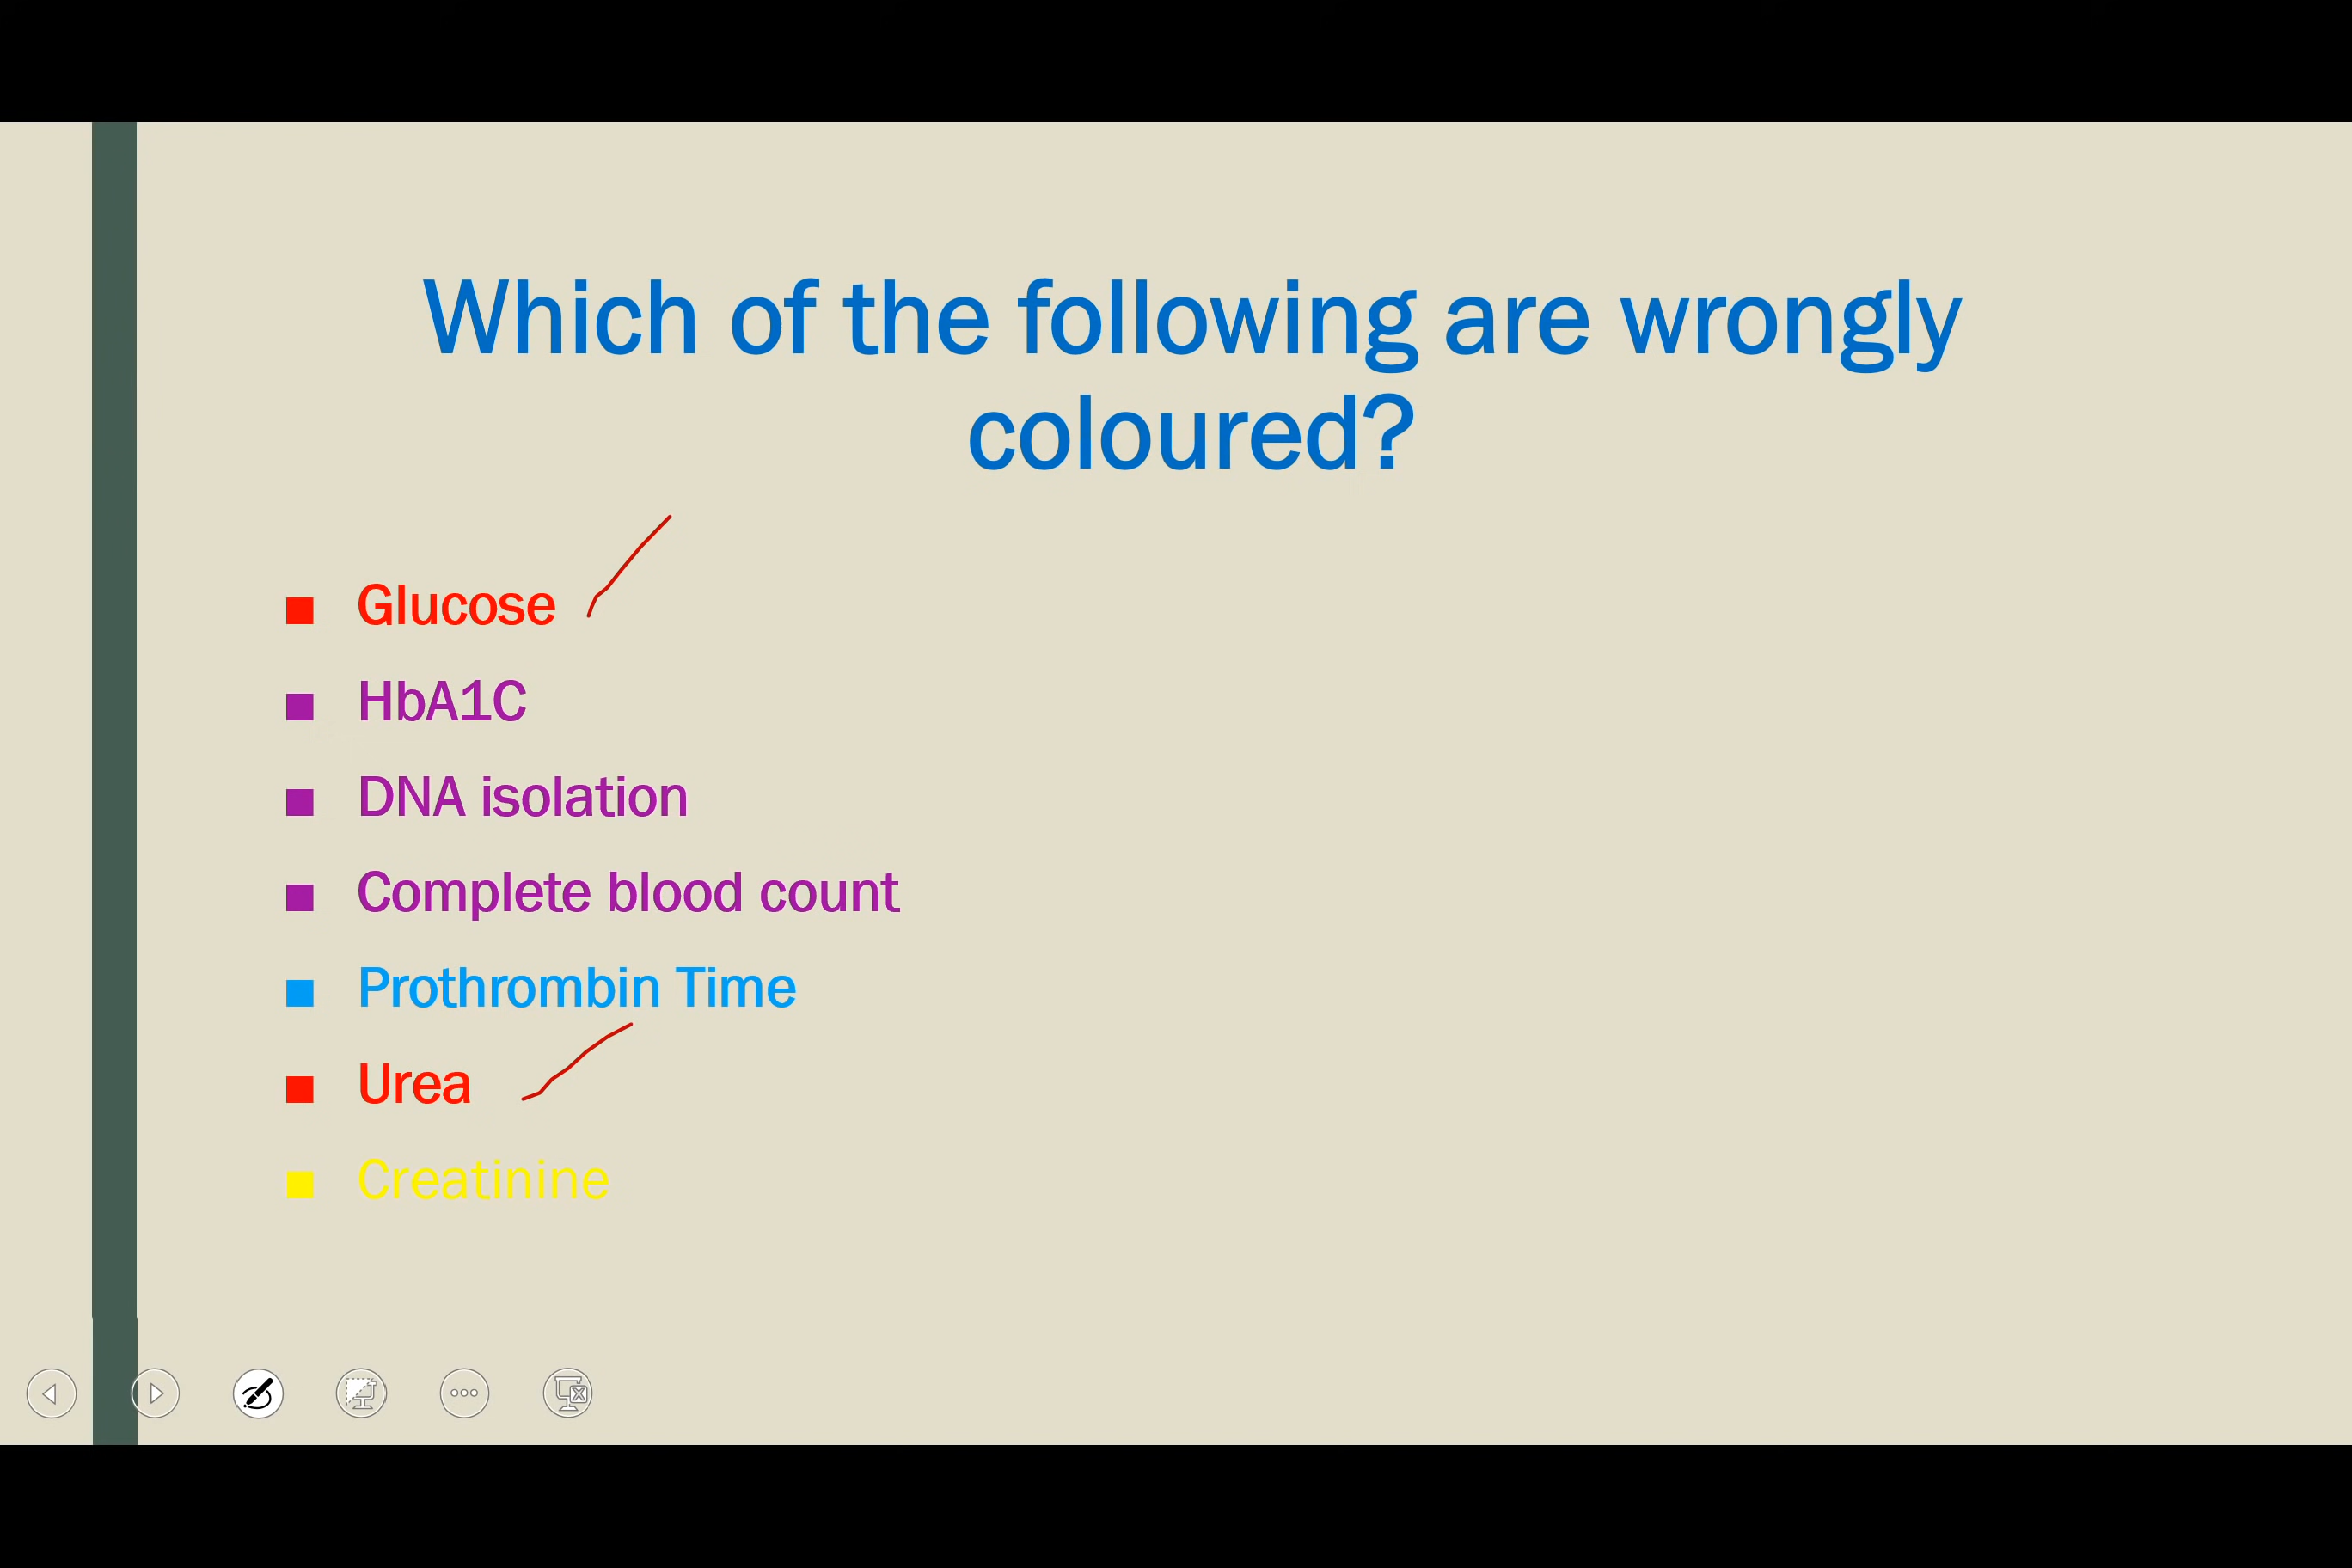 Which of the following are wrongly
coloured?
Glucose
HbA1C
DNA isolation
Complete blood count
Prothrombin Time
Urea
Creatinine